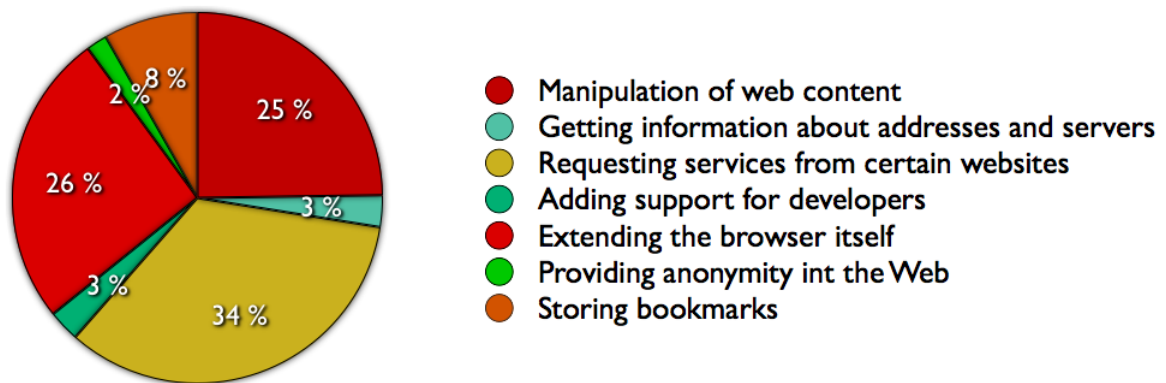 8 %
2 %
25 %
26 %
3 %
3 %
34 %
Manipulation of web content
Getting information about addresses and servers
Requesting services from certain websites
Adding support for developers
Extending the browser itself
Providing anonymity int the Web
Storing bookmarks